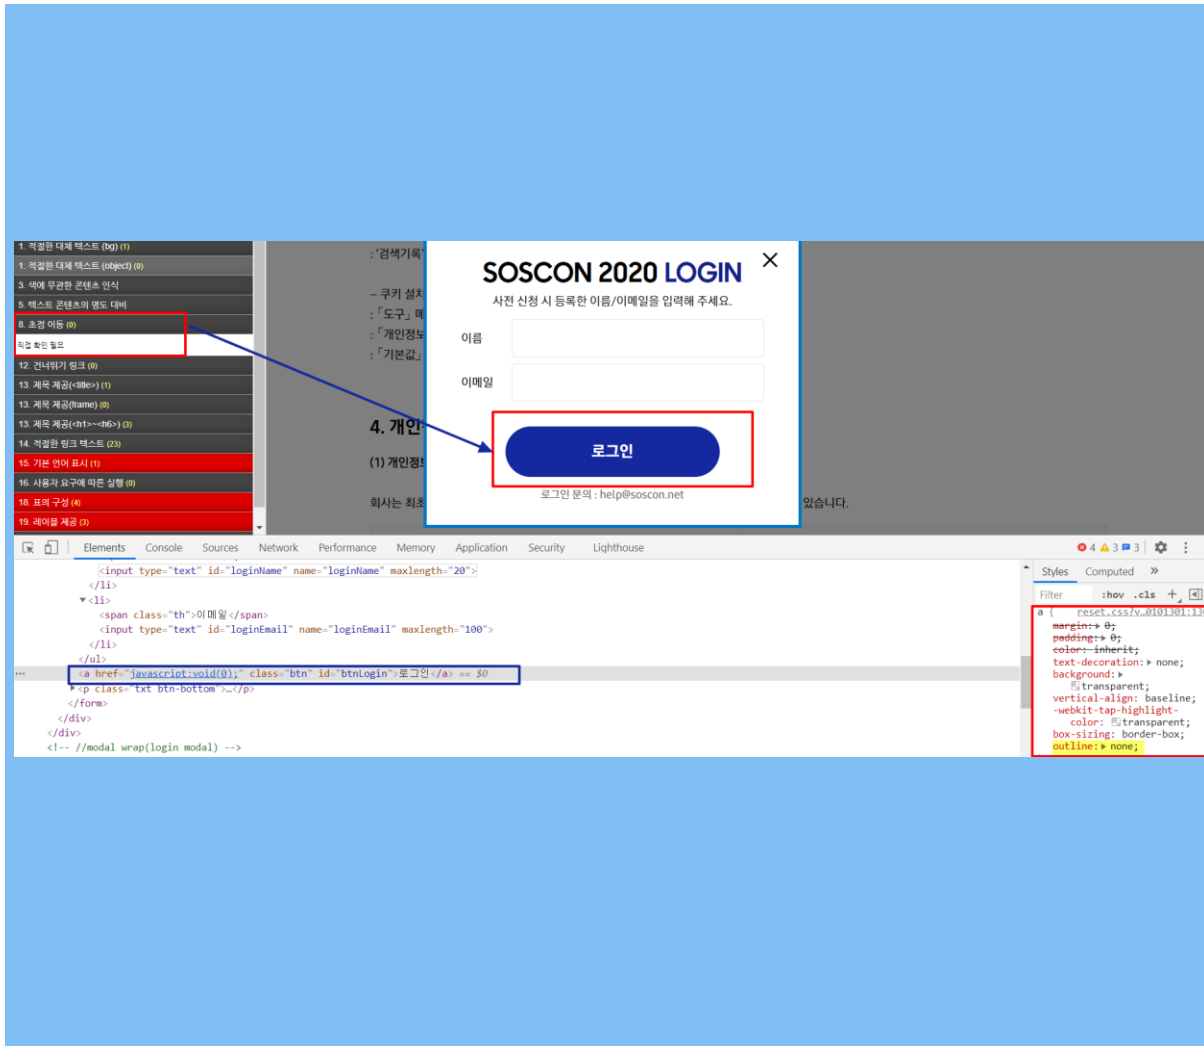 1. 적절한 대체 텍스트 (bg) (1)
1. 적절한 대체 텍스트 (object) (0)
3. 색에 무관한 콘텐츠 인식
5. 텍스트 콘텐츠의 명도 대비
8. 초점 이동 (0)
직접 확인 필요
12. 건너뛰기 링크 (0)
13. 제목 제공(<title>) (1)
13. 제목 제공(frame) (0)
13. 제목 제공(<h1>~<h6>) (3)
14. 적절한 링크 텍스트 (23)
15. 기본 언어 표시 (1)
16. 사용자 요구에 따른 실행 (0)
18. 표의 구성 (4)
19. 레이블 제공 (3)
: '검색기록'
– 쿠키 설치
: 「도구」 메
: 「개인정보
: 「기본값」
4. 개인
(1) 개인정보
회사는 최초
있습니다.
SOSCON 2020 LOGIN
사전 신청 시 등록한 이름/이메일을 입력해 주세요.
이름
이메일
로그인
로그인 문의 : help@soscon.net
Elements Console Sources Network Performance Memory Application Security Lighthouse
4 3 3
<input type="text" id="loginName" name="loginName" maxlength="20">
</li>
<li>
<span class="th">이메일</span>
<input type="text" id="loginEmail" name="loginEmail" maxlength="100">
</li>
</ul>
<a href="javascript:void(0);" class="btn" id="btnLogin">로그인</a> == $0
<p class="txt btn-bottom">…</p>
</form>
</div>
</div>
<!-- //modal wrap(login modal) -->
Styles Computed »
Filter :hov .cls +
a { reset.css?v…0101301:13
margin: 0;
padding: 0;
color: inherit;
text-decoration: none;
background:
transparent;
vertical-align: baseline;
-webkit-tap-highlight-
color: transparent;
box-sizing: border-box;
outline: none;